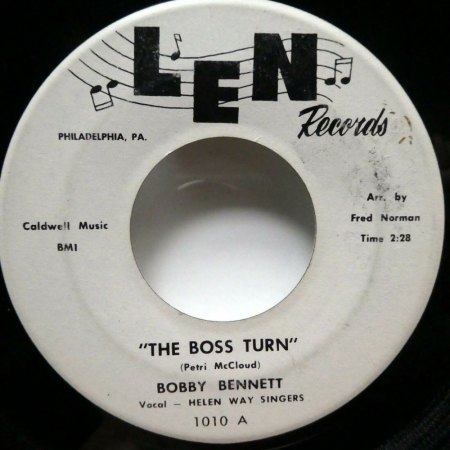 LEN
Records
PHILADELPHIA, PA.
Caldwell Music
BMI
Arr. by
Fred Norman
Time 2:28
"THE BOSS TURN"
(Petri McCloud)
BOBBY BENNETT
Vocal – HELEN WAY SINGERS
1010 A